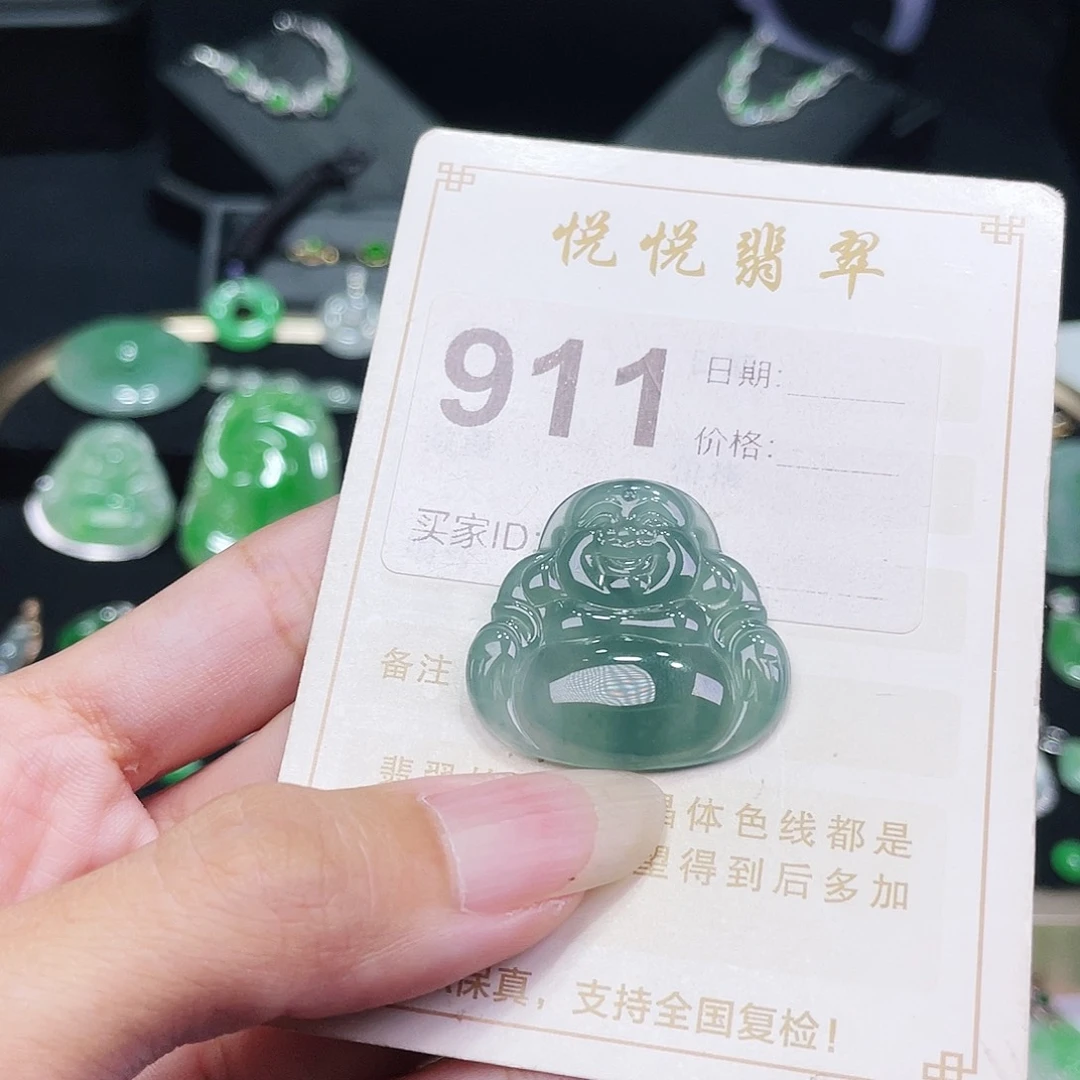 悦悦翡翠
911
日期:
价格:
买家ID:
备注
翡翠
晶体色线都是
望得到后多加
保真，支持全国复检！